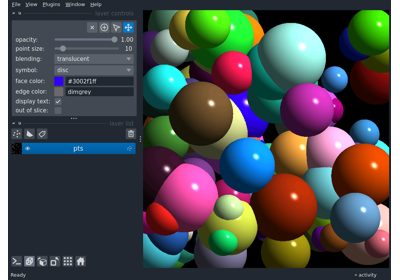 File View Plugins Window Help
layer controls
opacity: 1.00
point size: 10
blending: translucent
symbol: disc
face color: #3002f1ff
edge color: dimgrey
display text:
out of slice:
layer list
pts
Ready
activity